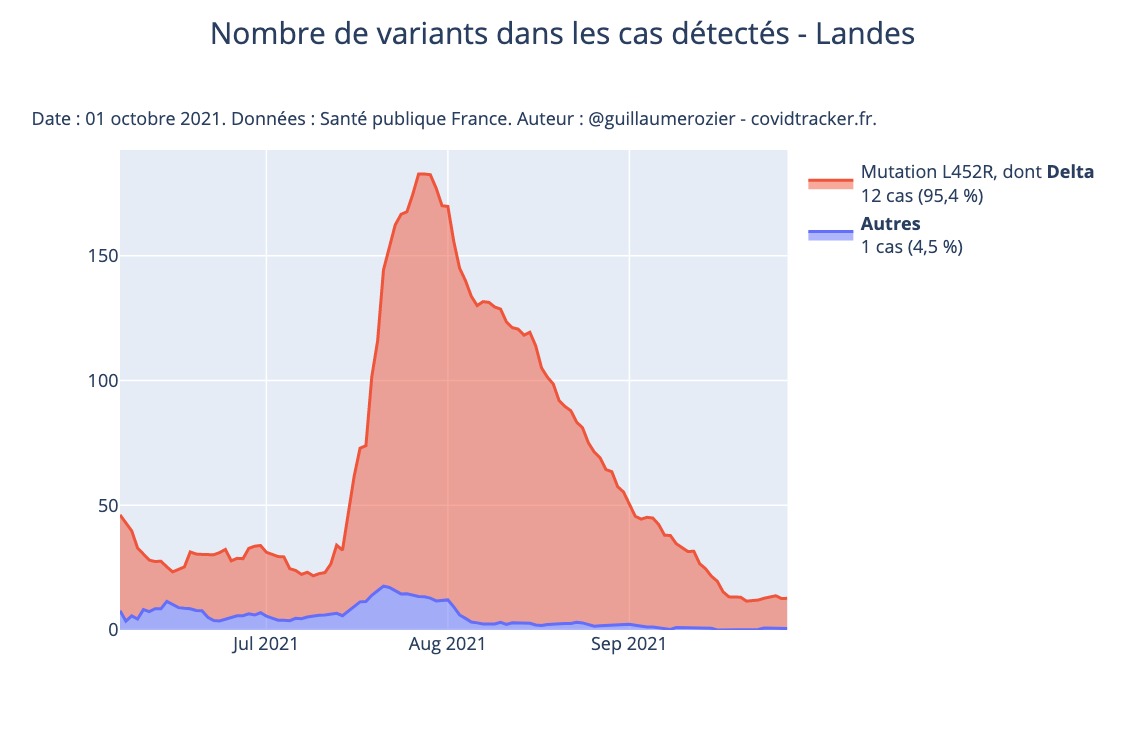 Nombre de variants dans les cas détectés - Landes
Date : 01 octobre 2021. Données : Santé publique France. Auteur : @guillaumerozier - covidtracker.fr.
Mutation L452R, dont Delta
12 cas (95,4 %)
Autres
1 cas (4,5 %)
150
100
50
0
Jul 2021 Aug 2021 Sep 2021